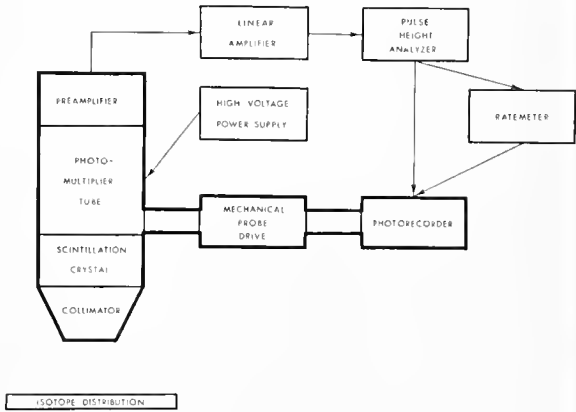 LINEAR
AMPLIFIER
PULSE
HEIGHT
ANALYZER
PREAMPLIFIER
HIGH VOLTAGE
POWER SUPPLY
RATEMETER
PHOTO-
MULTIPLIER
TUBE
MECHANICAL
PROBE
DRIVE
PHOTORECORDER
SCINTILLATION
CRYSTAL
COLLIMATOR
ISOTOPE DISTRIBUTION